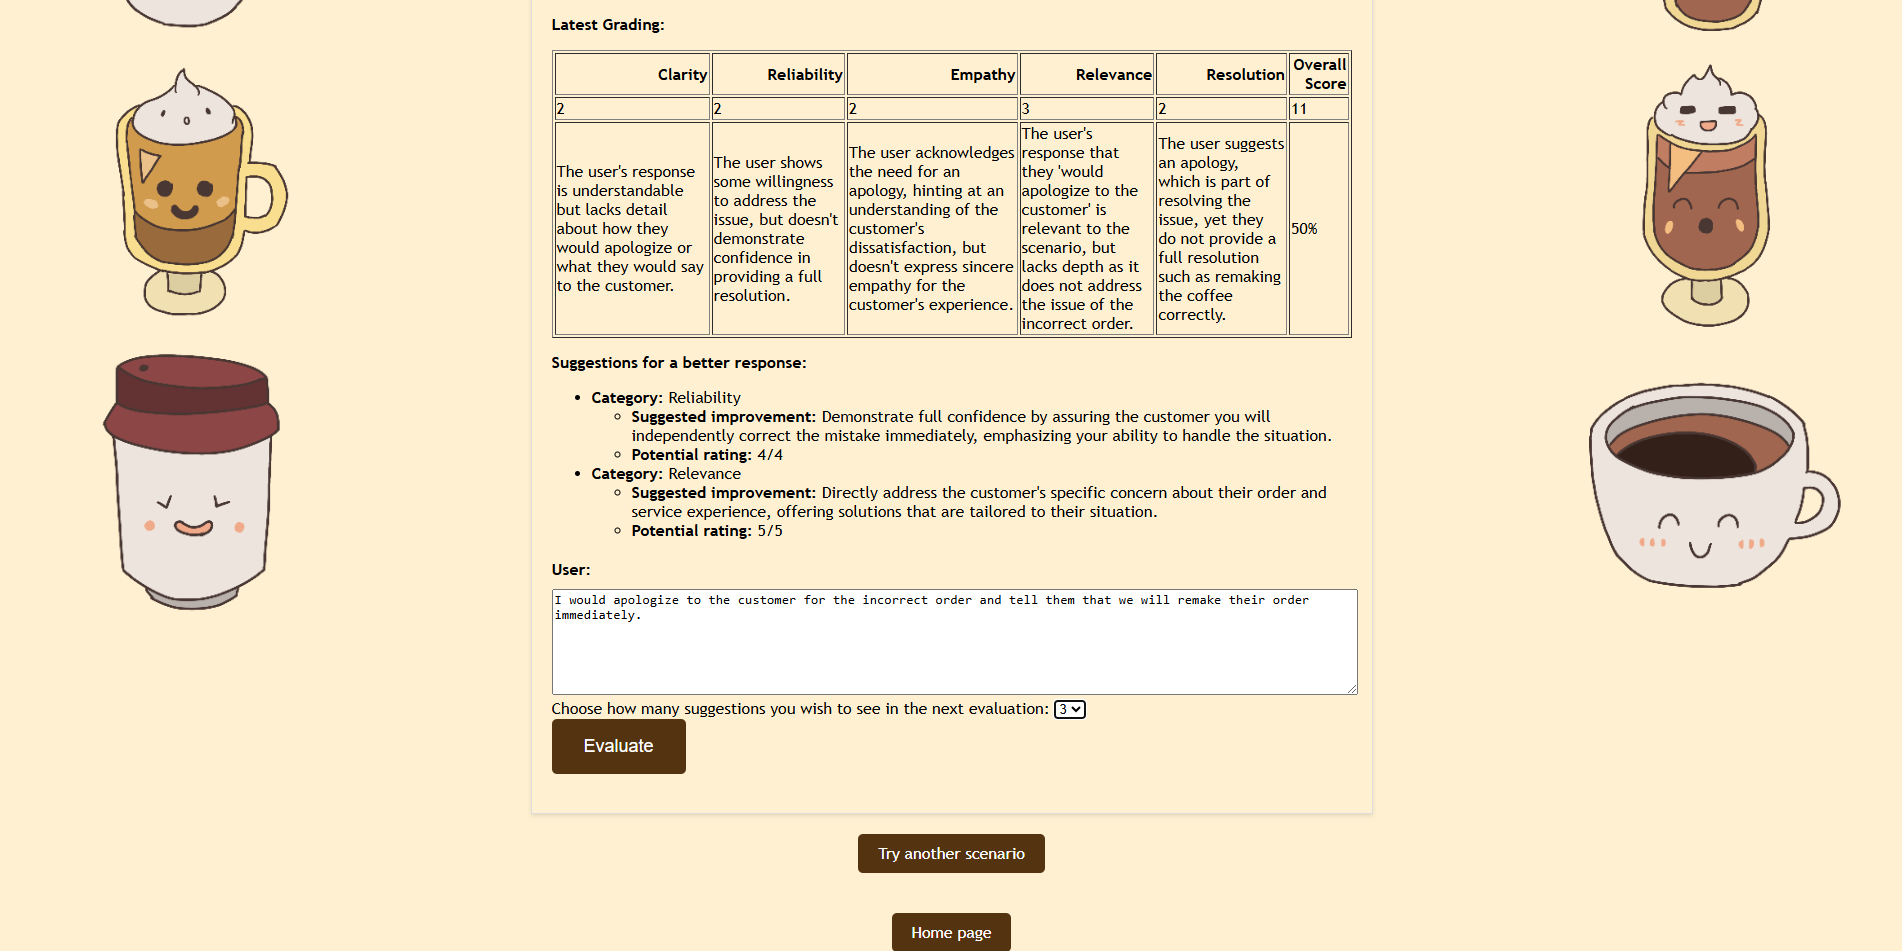 Latest Grading:
Clarity Reliability Empathy Relevance Resolution Overall Score
2 2 2 3 2 11
The user's response
is understandable
but lacks detail
about how they
would apologize or
what they would say
to the customer.
The user shows
some willingness
to address the
issue, but doesn't
demonstrate
confidence in
providing a full
resolution.
The user acknowledges
the need for an
apology, hinting at an
understanding of the
customer's
dissatisfaction, but
doesn't express sincere
empathy for the
customer's experience.
The user's
response that
they 'would
apologize to the
customer' is
relevant to the
scenario, but
lacks depth as it
does not address
the issue of the
incorrect order.
The user suggests
an apology,
which is part of
resolving the
issue, yet they
do not provide a
full resolution
such as remaking
the coffee
correctly.
50%
Suggestions for a better response:
• Category: Reliability
◦ Suggested improvement: Demonstrate full confidence by assuring the customer you will
independently correct the mistake immediately, emphasizing your ability to handle the situation.
◦ Potential rating: 4/4
• Category: Relevance
◦ Suggested improvement: Directly address the customer's specific concern about their order and
service experience, offering solutions that are tailored to their situation.
◦ Potential rating: 5/5
User:
I would apologize to the customer for the incorrect order and tell them that we will remake their order
immediately.
Choose how many suggestions you wish to see in the next evaluation: 3
Evaluate
Try another scenario
Home page